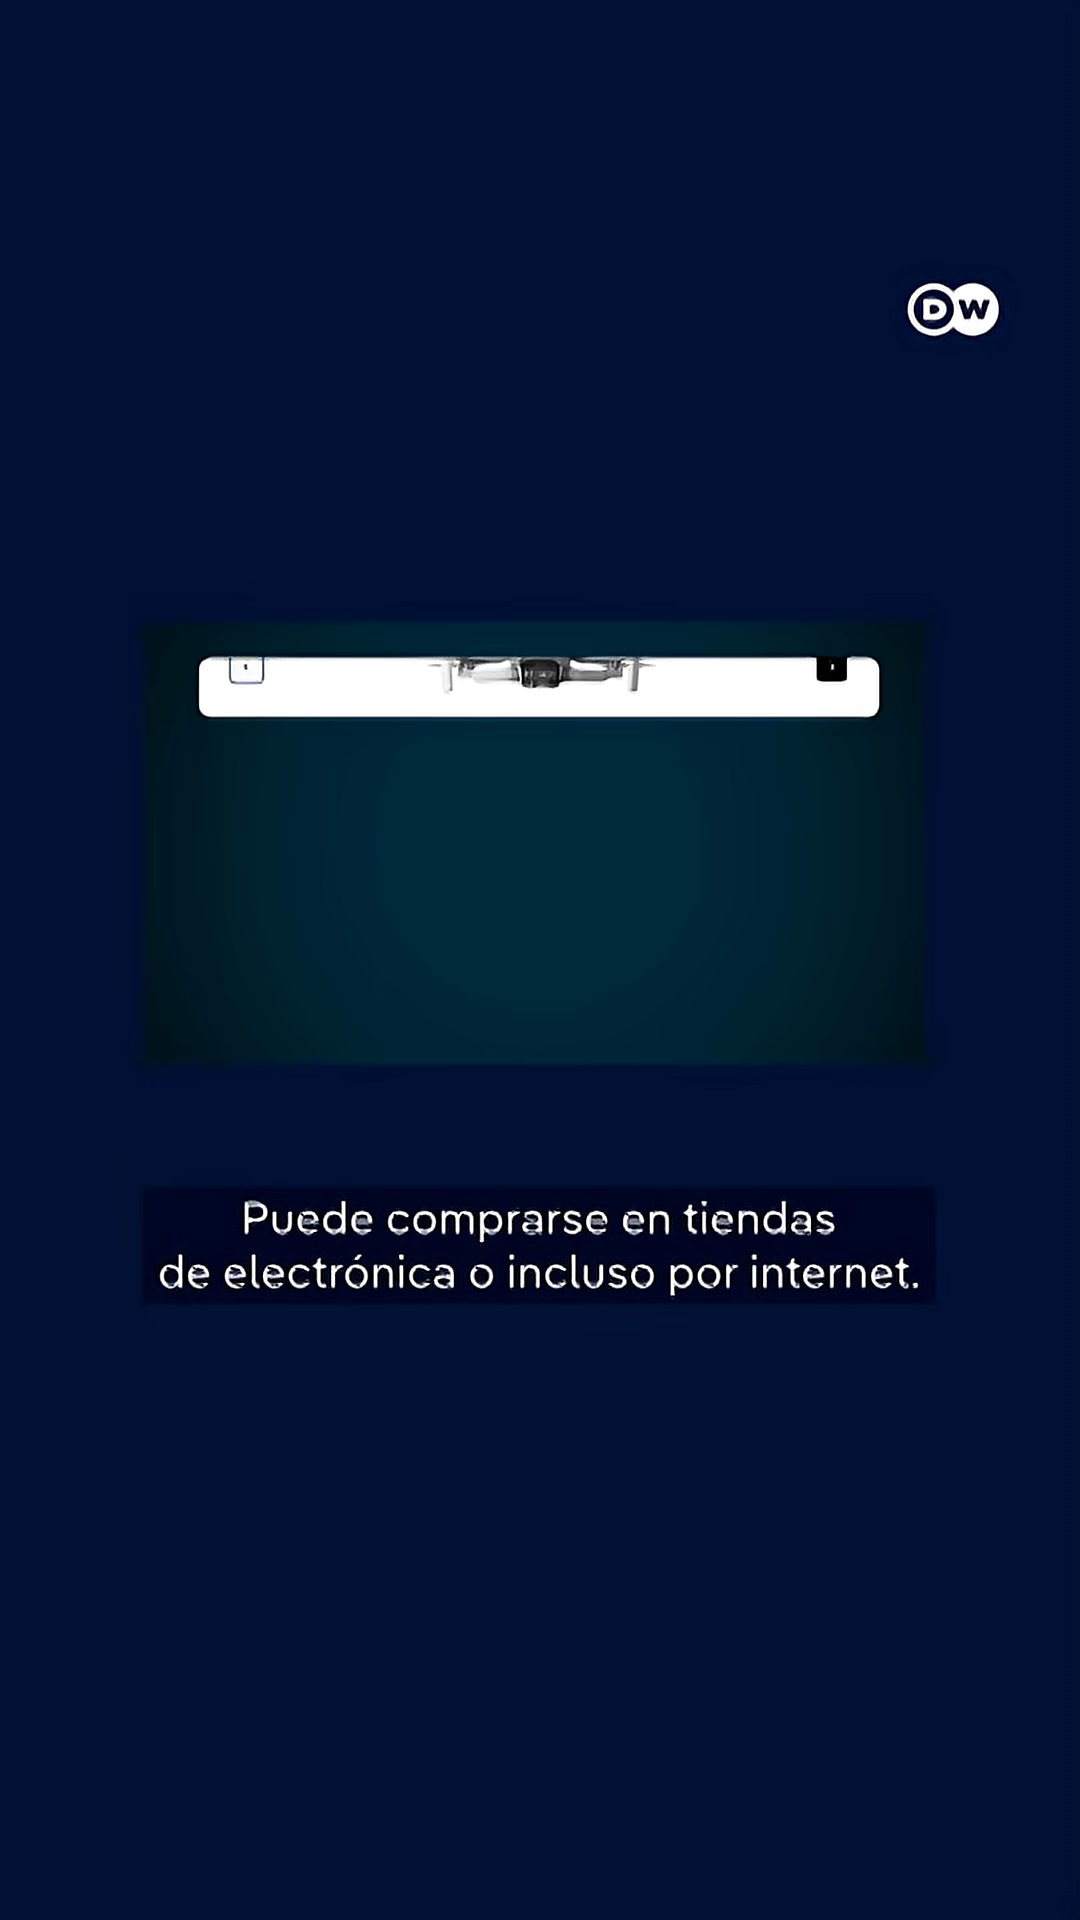 DW
Puede comprarse en tiendas
de electrónica o incluso por internet.